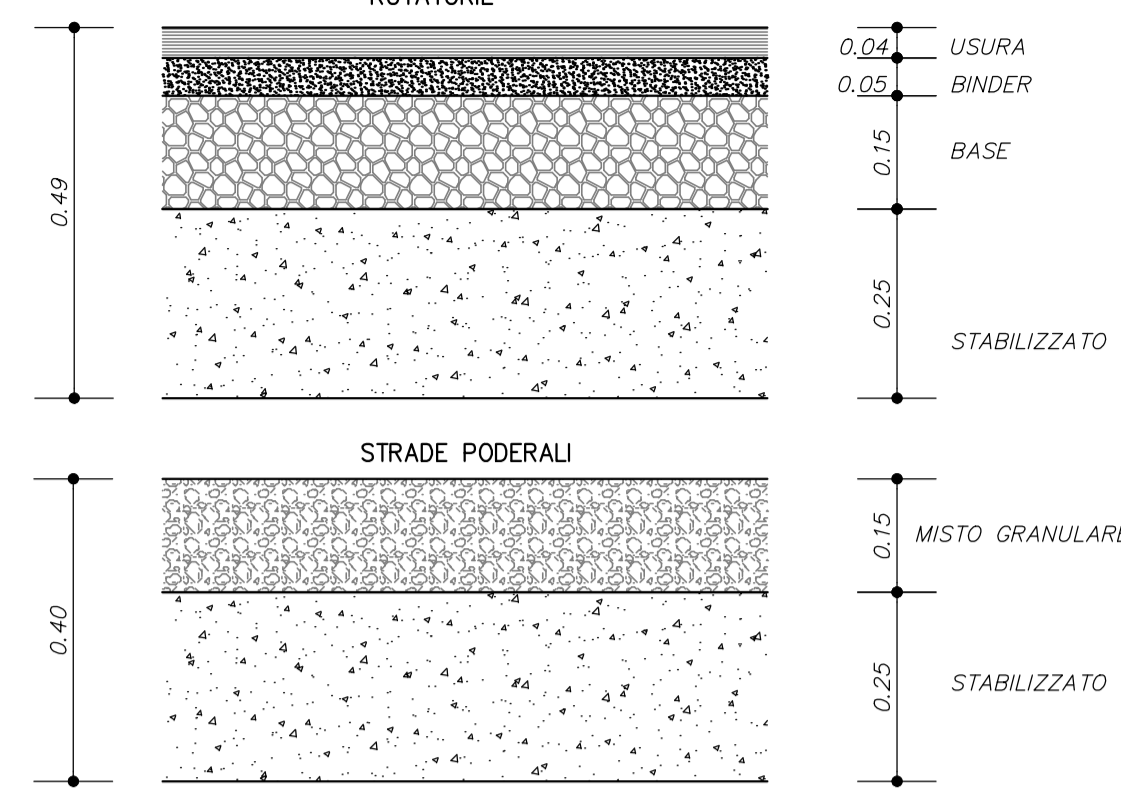 ROTATORIE
0.04 USURA
0.05 BINDER
0.15 BASE
0.49
0.25
STABILIZZATO
STRADE PODERALI
0.15 MISTO GRANULARE
0.40
0.25 STABILIZZATO